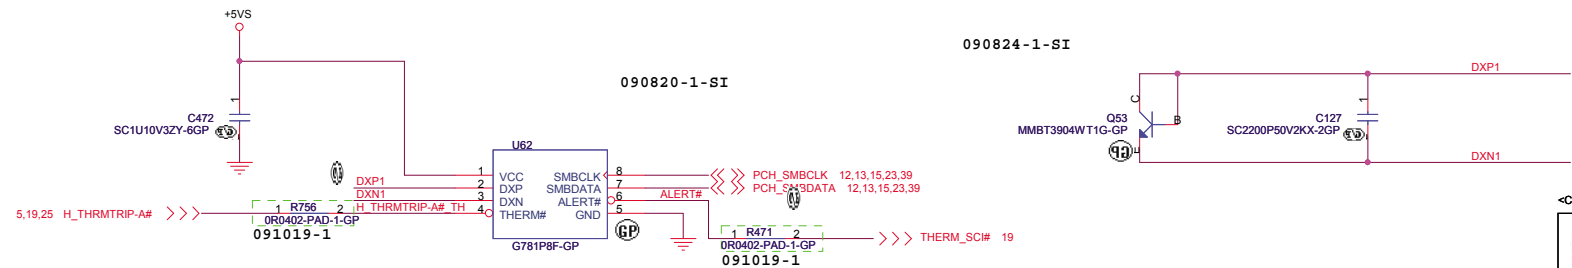 +5VS
090824-1-SI
090820-1-SI
DXP1
1
C472
SC1U10V3ZY-6GP
C
Q53
MMBT3904WT1G-GP
B
E
1
C127
SC2200P50V2KX-2GP
DXN1
U62
1 VCC
2 DXP
3 DXN
4 THERM#
SMBCLK 8
SMBDATA 7
ALERT# 6
GND 5
G781P8F-GP
GP
DXP1
DXN1
H_THRMTRIP-A#_TH
5,19,25 H_THRMTRIP-A#
1 R756 2
0R0402-PAD-1-GP
091019-1
PCH_SMBCLK 12,13,15,23,39
PCH_SMBDATA 12,13,15,23,39
ALERT#
1 R471 2
0R0402-PAD-1-GP
091019-1
THERM_SCI# 19
<C